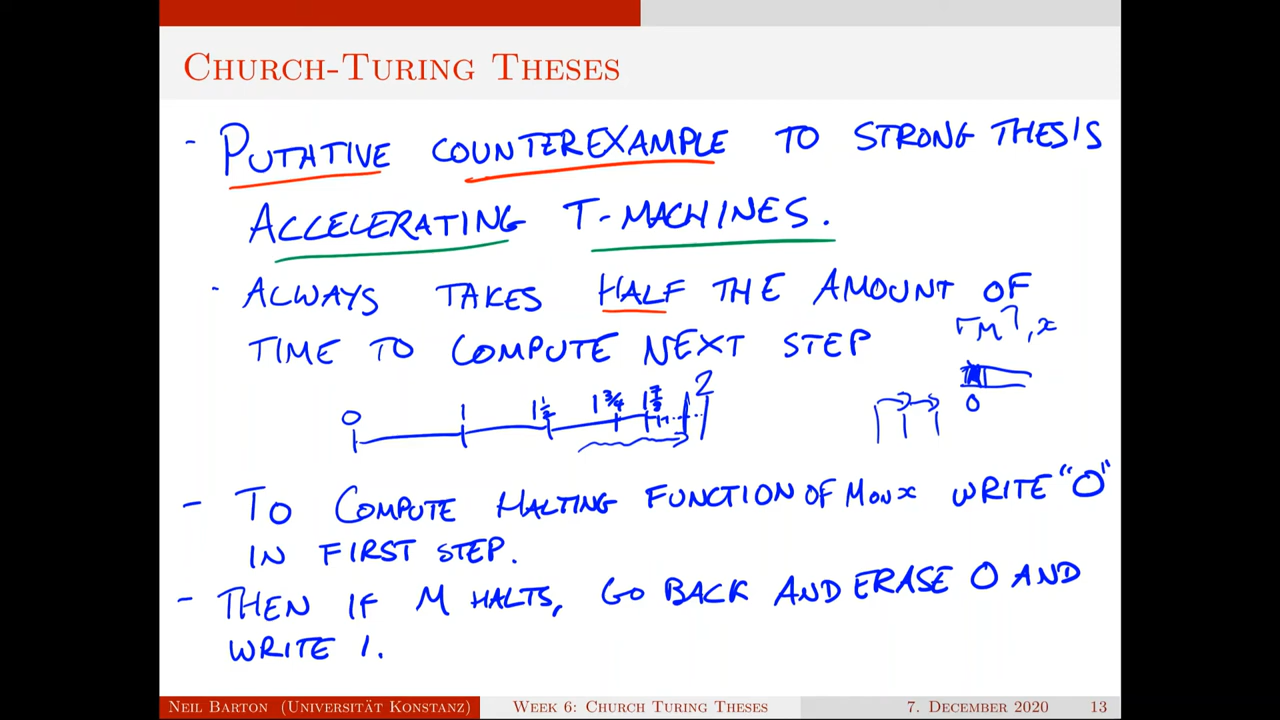 CHURCH-TURING THESES
- PUTATIVE COUNTEREXAMPLE TO STRONG THESIS
ACCELERATING T-MACHINES.
- ALWAYS TAKES HALF THE AMOUNT OF
TIME TO COMPUTE NEXT STEP
⌜M⌝, x
0 1 1½ 1¾ 1⅞ 2
0
- TO COMPUTE HALTING FUNCTION OF M ON x WRITE "0"
IN FIRST STEP.
- THEN IF M HALTS, GO BACK AND ERASE 0 AND
WRITE 1.
NEIL BARTON (UNIVERSITÄT KONSTANZ) WEEK 6: CHURCH TURING THESES 7. DECEMBER 2020 13